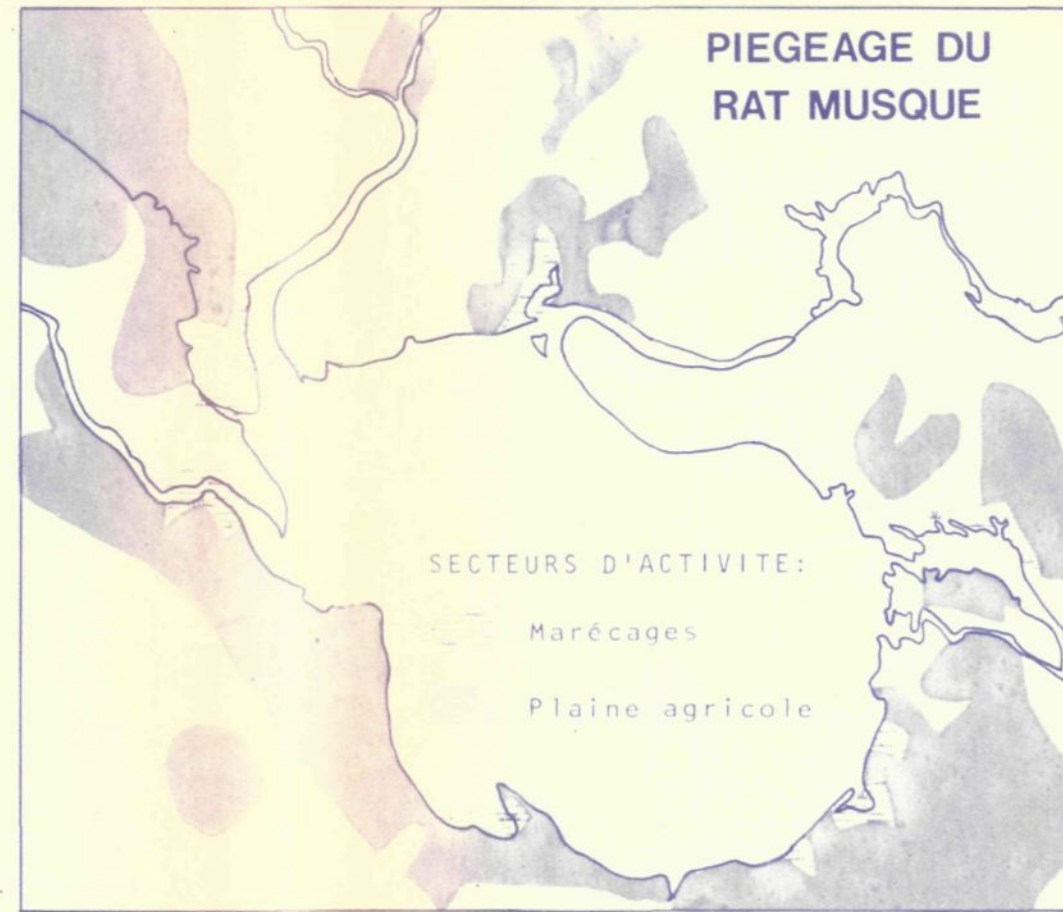 PIEGEAGE DU
RAT MUSQUE
SECTEURS D'ACTIVITE:
Marécages
Plaine agricole